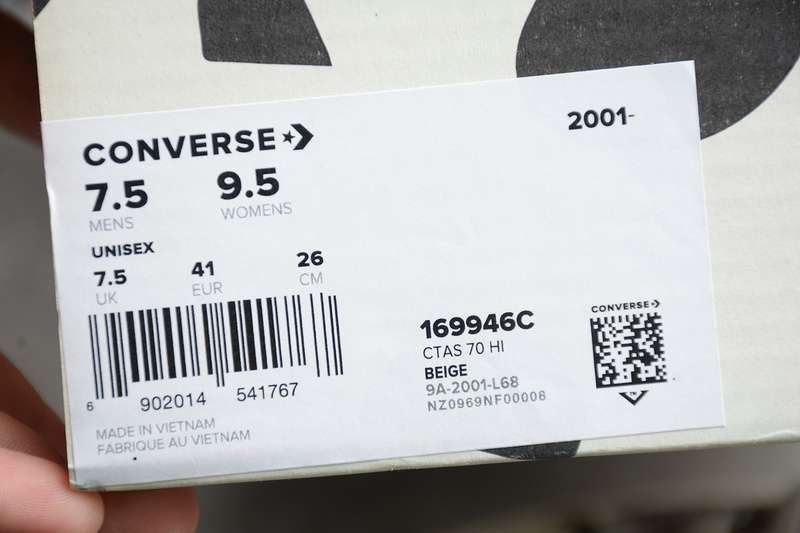 2001-
CONVERSE
7.5 9.5
MENS WOMENS
UNISEX
7.5 41 26
UK EUR CM
6 902014 541767
MADE IN VIETNAM
FABRIQUE AU VIETNAM
169946C
CTAS 70 HI
BEIGE
9A-2001-L68
NZ0969NF00006
CONVERSE